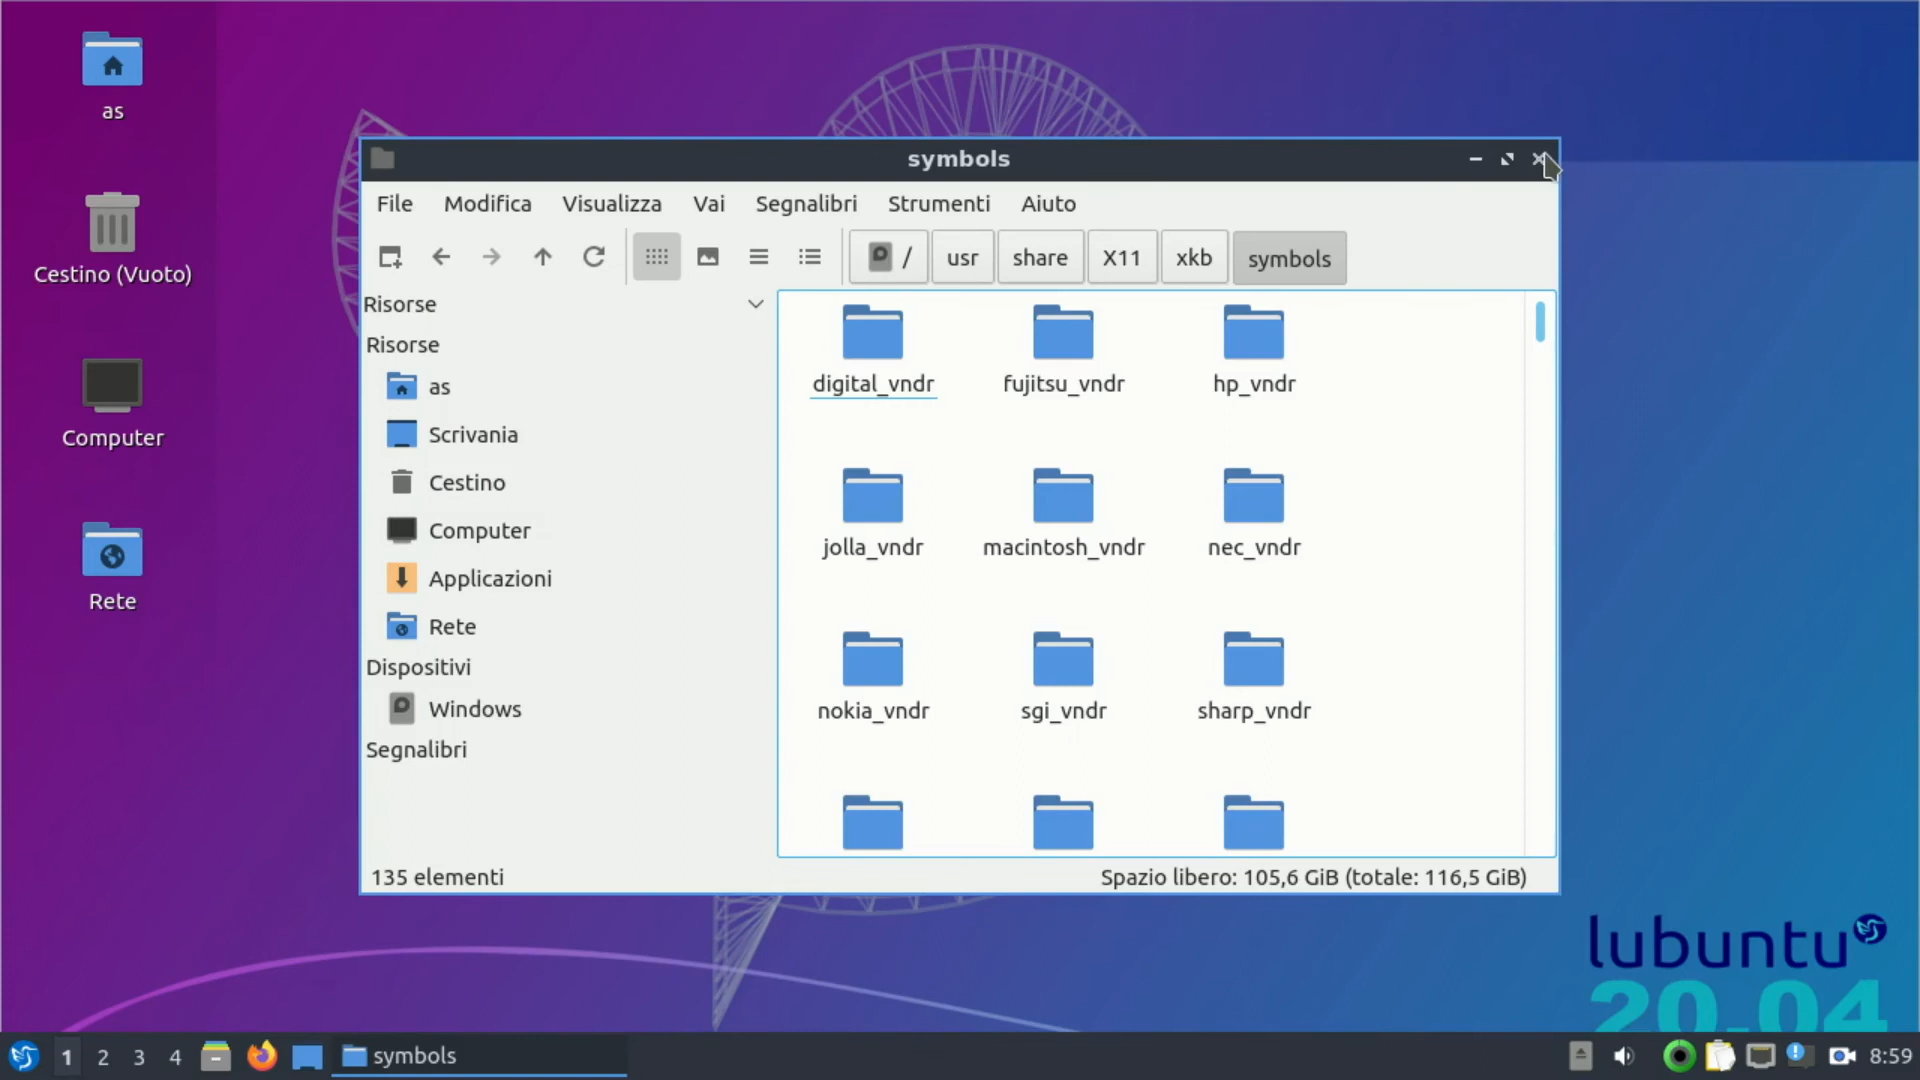 as
Cestino (Vuoto)
Computer
Rete
symbols
File Modifica Visualizza Vai Segnalibri Strumenti Aiuto
/ usr share X11 xkb symbols
Risorse
Risorse
as
Scrivania
Cestino
Computer
Applicazioni
Rete
Dispositivi
Windows
Segnalibri
digital_vndr fujitsu_vndr hp_vndr
jolla_vndr macintosh_vndr nec_vndr
nokia_vndr sgi_vndr sharp_vndr
135 elementi Spazio libero: 105,6 GiB (totale: 116,5 GiB)
lubuntu
20.04
1 2 3 4 symbols 8:59